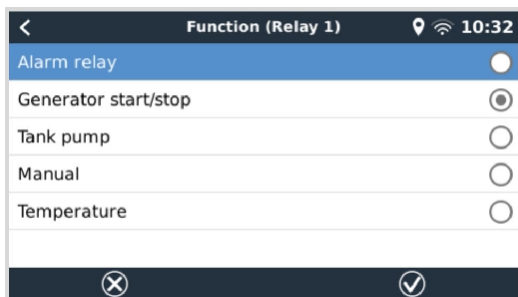 Function (Relay 1) 10:32
Alarm relay
Generator start/stop
Tank pump
Manual
Temperature